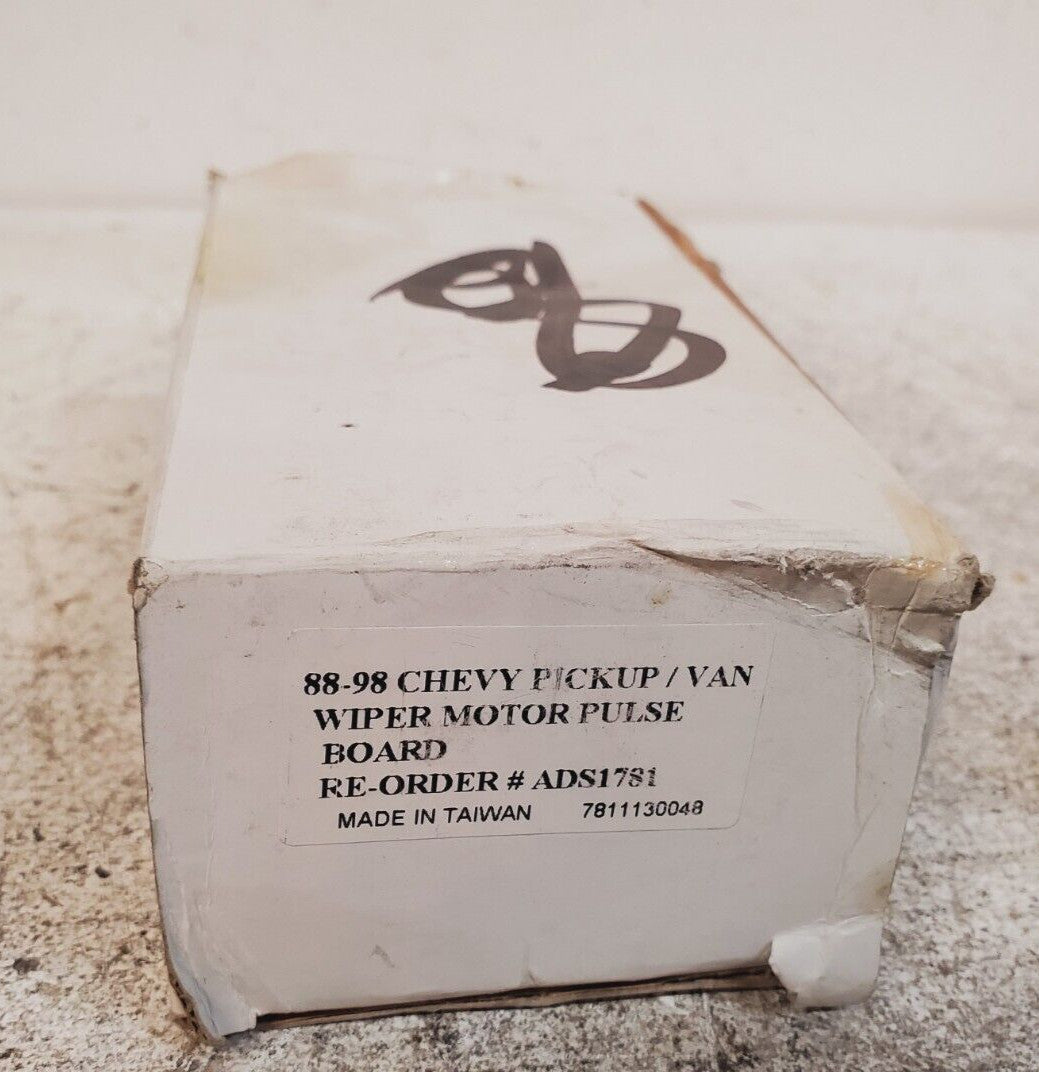 88-98 CHEVY PICKUP / VAN
WIPER MOTOR PULSE
BOARD
RE-ORDER # ADS1781
MADE IN TAIWAN 7811130048